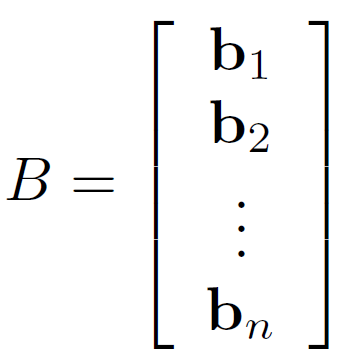 b₁
b₂
B = ⋮
bₙ